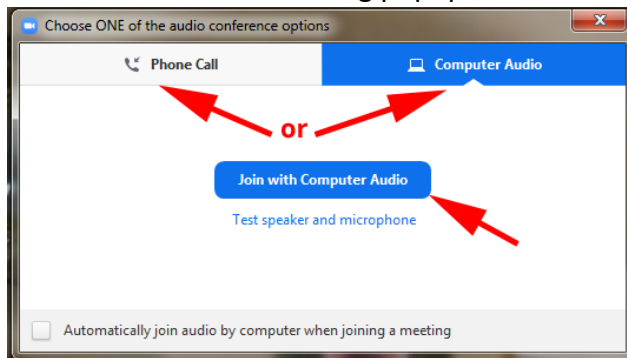 Choose ONE of the audio conference options
Phone Call
Computer Audio
or
Join with Computer Audio
Test speaker and microphone
Automatically join audio by computer when joining a meeting